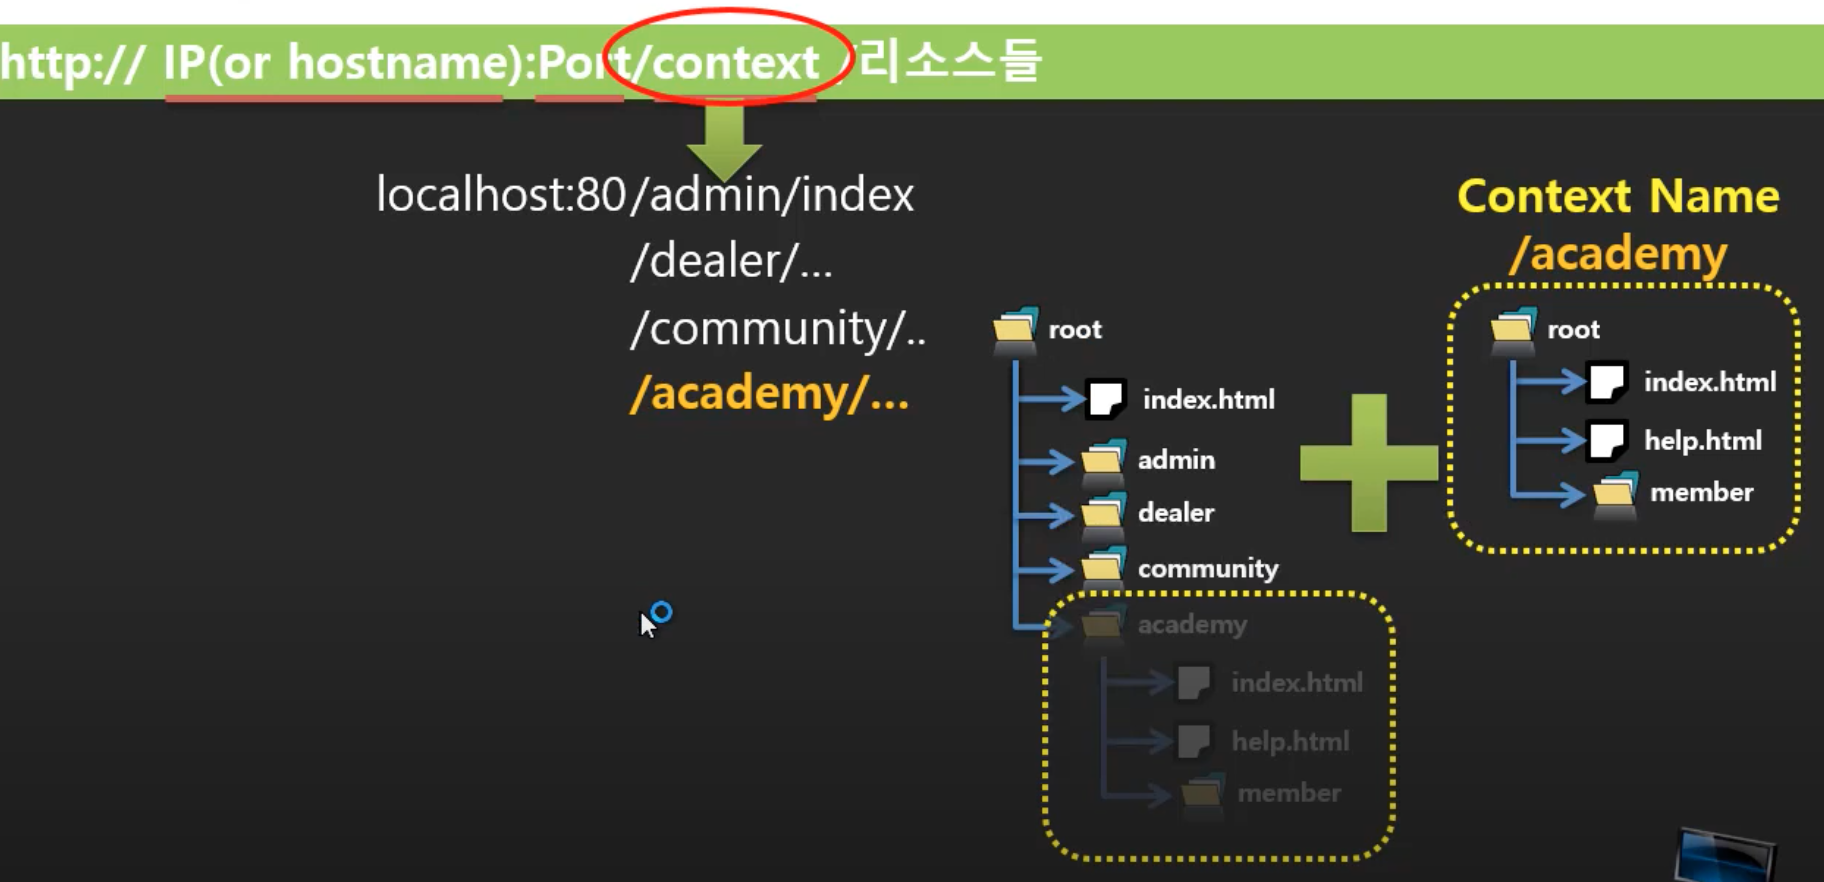 http:// IP(or hostname):Port/context /리소스들
localhost:80/admin/index
/dealer/...
/community/..
/academy/...
root
index.html
admin
dealer
community
academy
index.html
help.html
member
Context Name
/academy
root
index.html
help.html
member